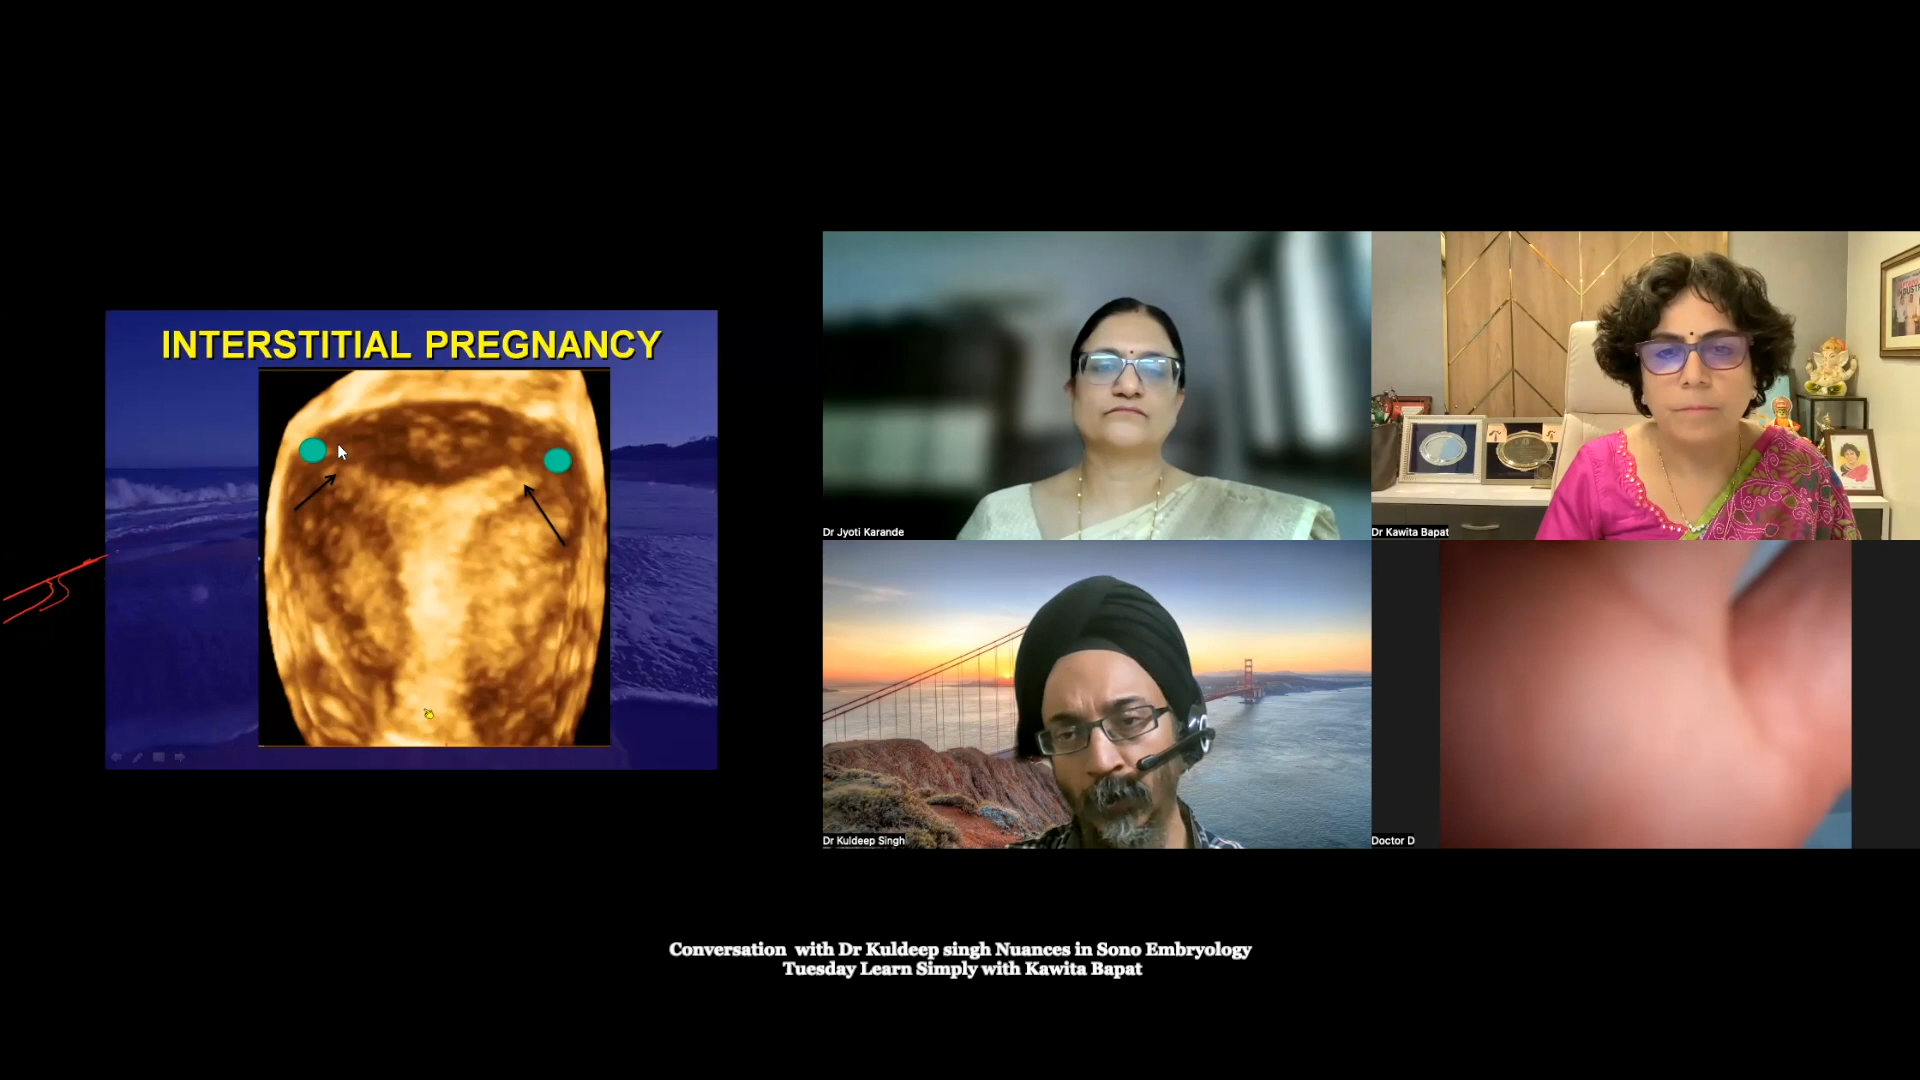 INTERSTITIAL PREGNANCY
Dr Jyoti Karande
Dr Kawita Bapat
Dr Kuldeep Singh
Doctor D
Conversation with Dr Kuldeep singh Nuances in Sono Embryology
Tuesday Learn Simply with Kawita Bapat